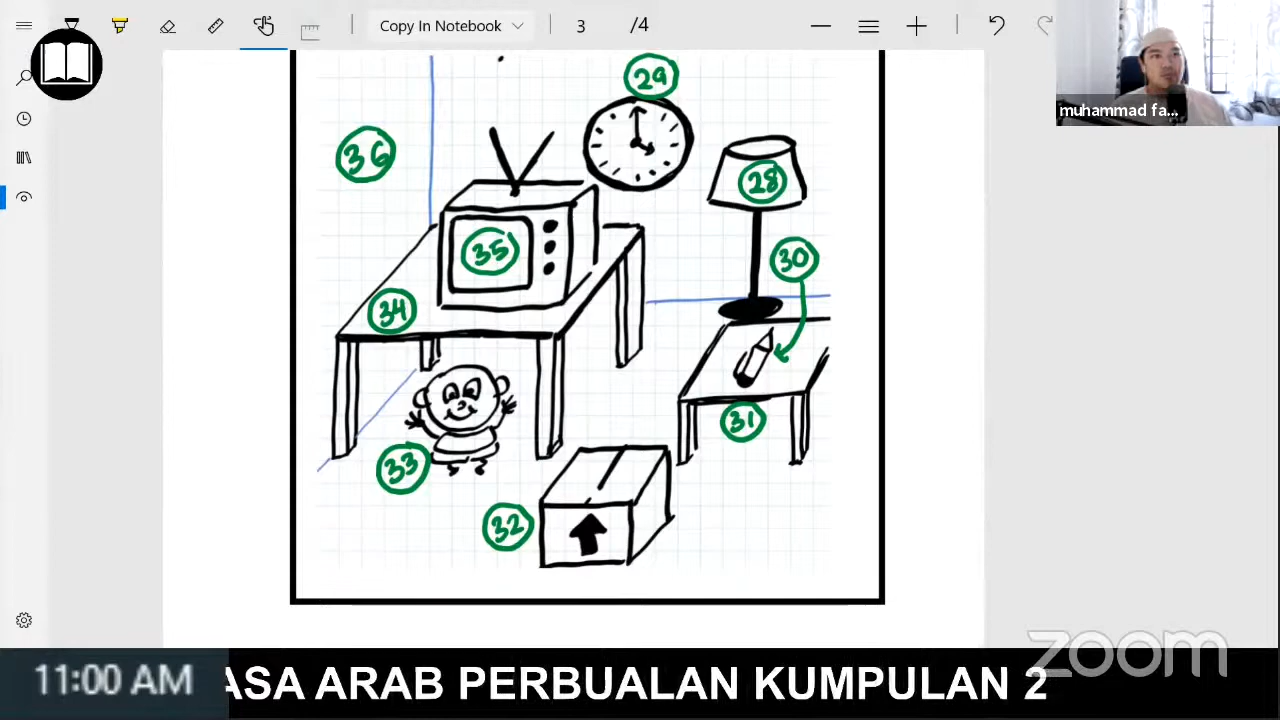 Copy In Notebook
3 /4
muhammad fa...
29
36
28
35
30
34
31
33
32
zoom
11:00 AM
ASA ARAB PERBUALAN KUMPULAN 2